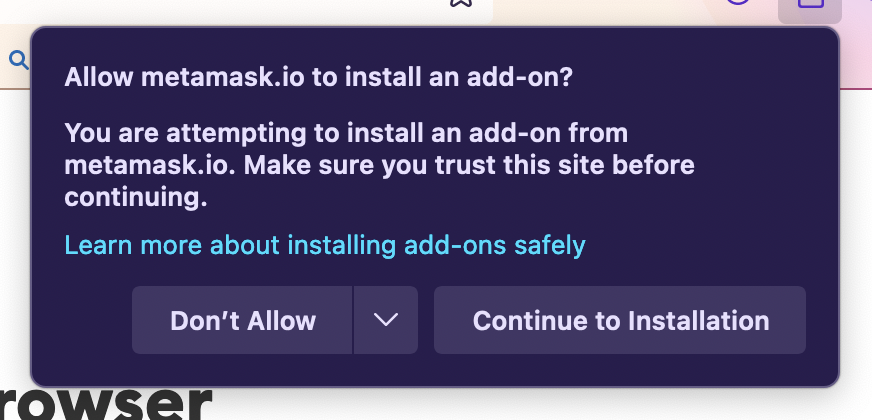 Allow metamask.io to install an add-on?
You are attempting to install an add-on from
metamask.io. Make sure you trust this site before
continuing.
Learn more about installing add-ons safely
Don’t Allow
Continue to Installation
rowser